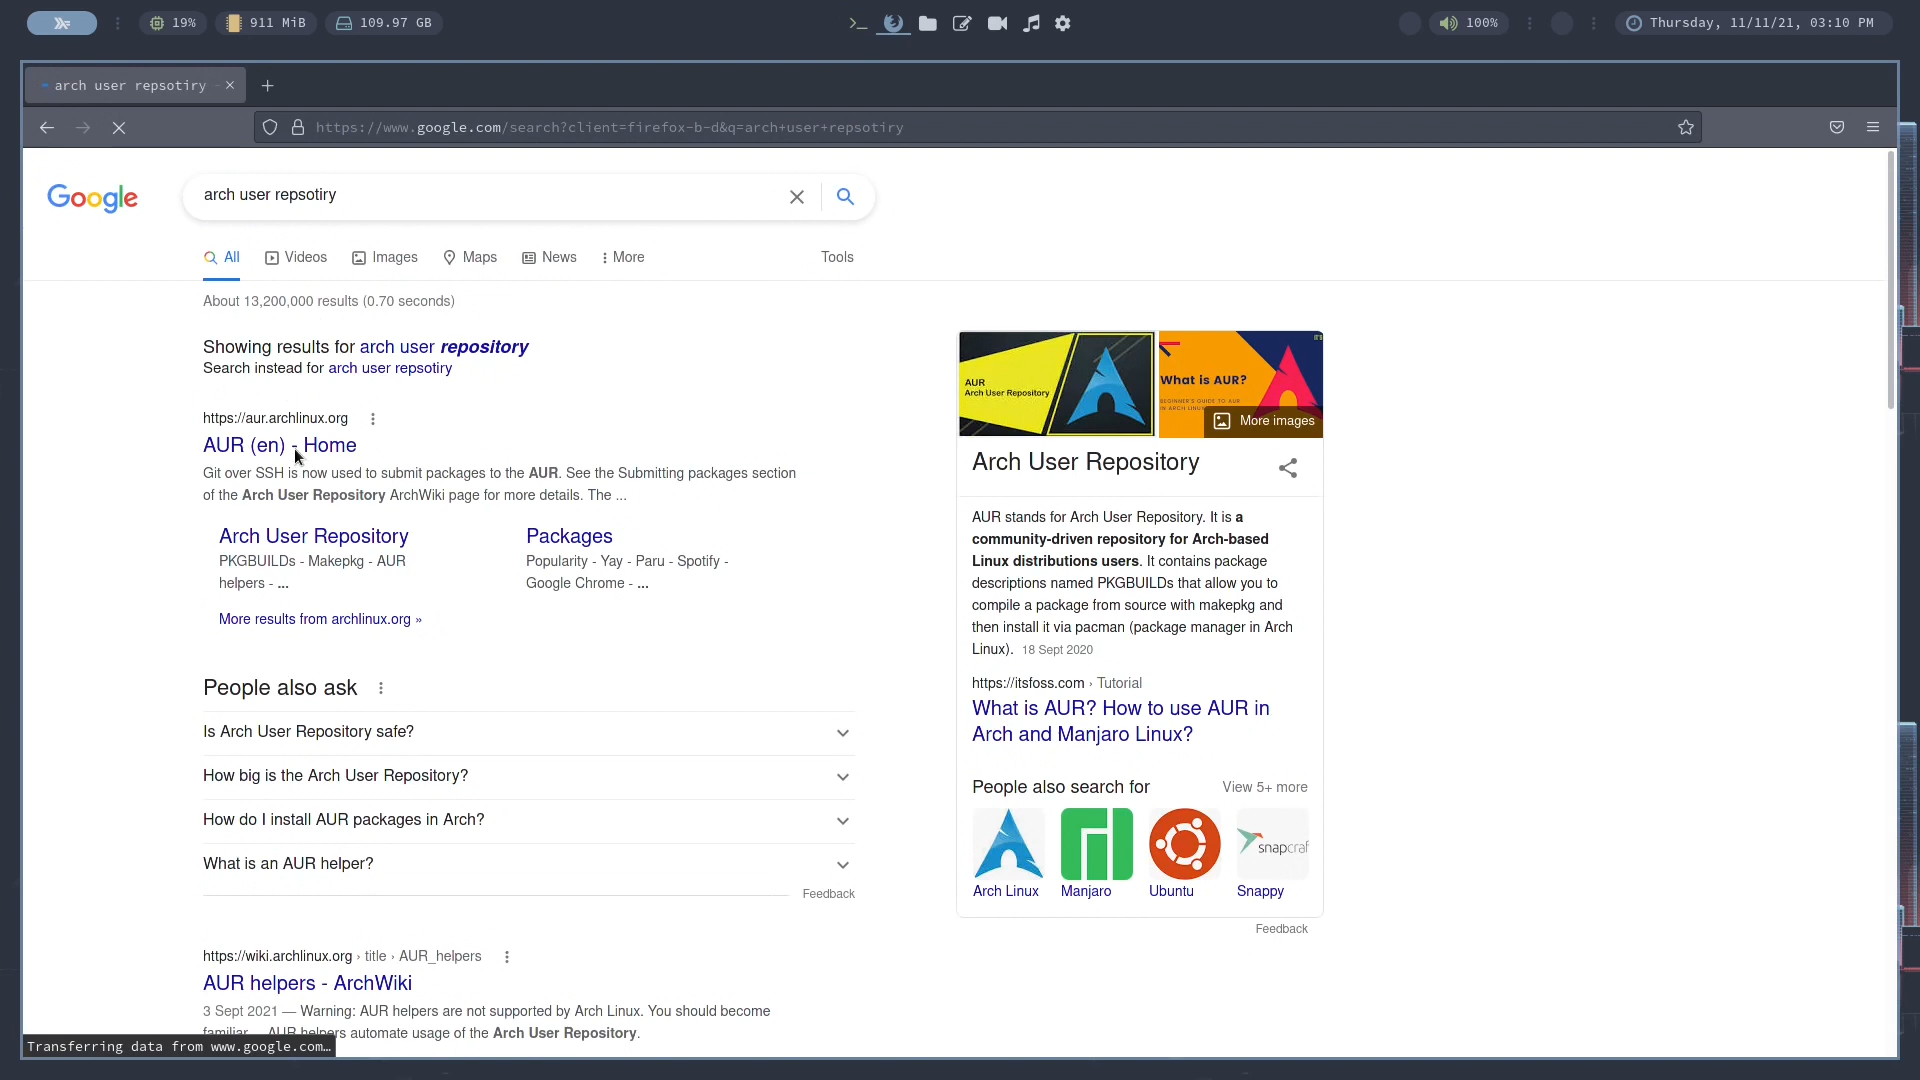 19%
911 MiB
109.97 GB
100%
Thursday, 11/11/21, 03:10 PM
arch user repsotiry
https://www.google.com/search?client=firefox-b-d&q=arch+user+repsotiry
Google
arch user repsotiry
All
Videos
Images
Maps
News
More
Tools
About 13,200,000 results (0.70 seconds)
Showing results for arch user repository
Search instead for arch user repsotiry
https://aur.archlinux.org
AUR (en) - Home
Git over SSH is now used to submit packages to the AUR. See the Submitting packages section
of the Arch User Repository ArchWiki page for more details. The ...
Arch User Repository
PKGBUILDs - Makepkg - AUR
helpers - ...
Packages
Popularity - Yay - Paru - Spotify -
Google Chrome - ...
More results from archlinux.org »
People also ask
Is Arch User Repository safe?
How big is the Arch User Repository?
How do I install AUR packages in Arch?
What is an AUR helper?
Feedback
https://wiki.archlinux.org › title › AUR_helpers
AUR helpers - ArchWiki
3 Sept 2021 — Warning: AUR helpers are not supported by Arch Linux. You should become
familiar ... AUR helpers automate usage of the Arch User Repository.
Transferring data from www.google.com…
AUR
Arch User Repository
What is AUR?
BEGINNER'S GUIDE TO AUR
IN ARCH LINUX
More images
Arch User Repository
AUR stands for Arch User Repository. It is a
community-driven repository for Arch-based
Linux distributions users. It contains package
descriptions named PKGBUILDs that allow you to
compile a package from source with makepkg and
then install it via pacman (package manager in Arch
Linux). 18 Sept 2020
https://itsfoss.com › Tutorial
What is AUR? How to use AUR in
Arch and Manjaro Linux?
People also search for
View 5+ more
snapcraf
Arch Linux
Manjaro
Ubuntu
Snappy
Feedback